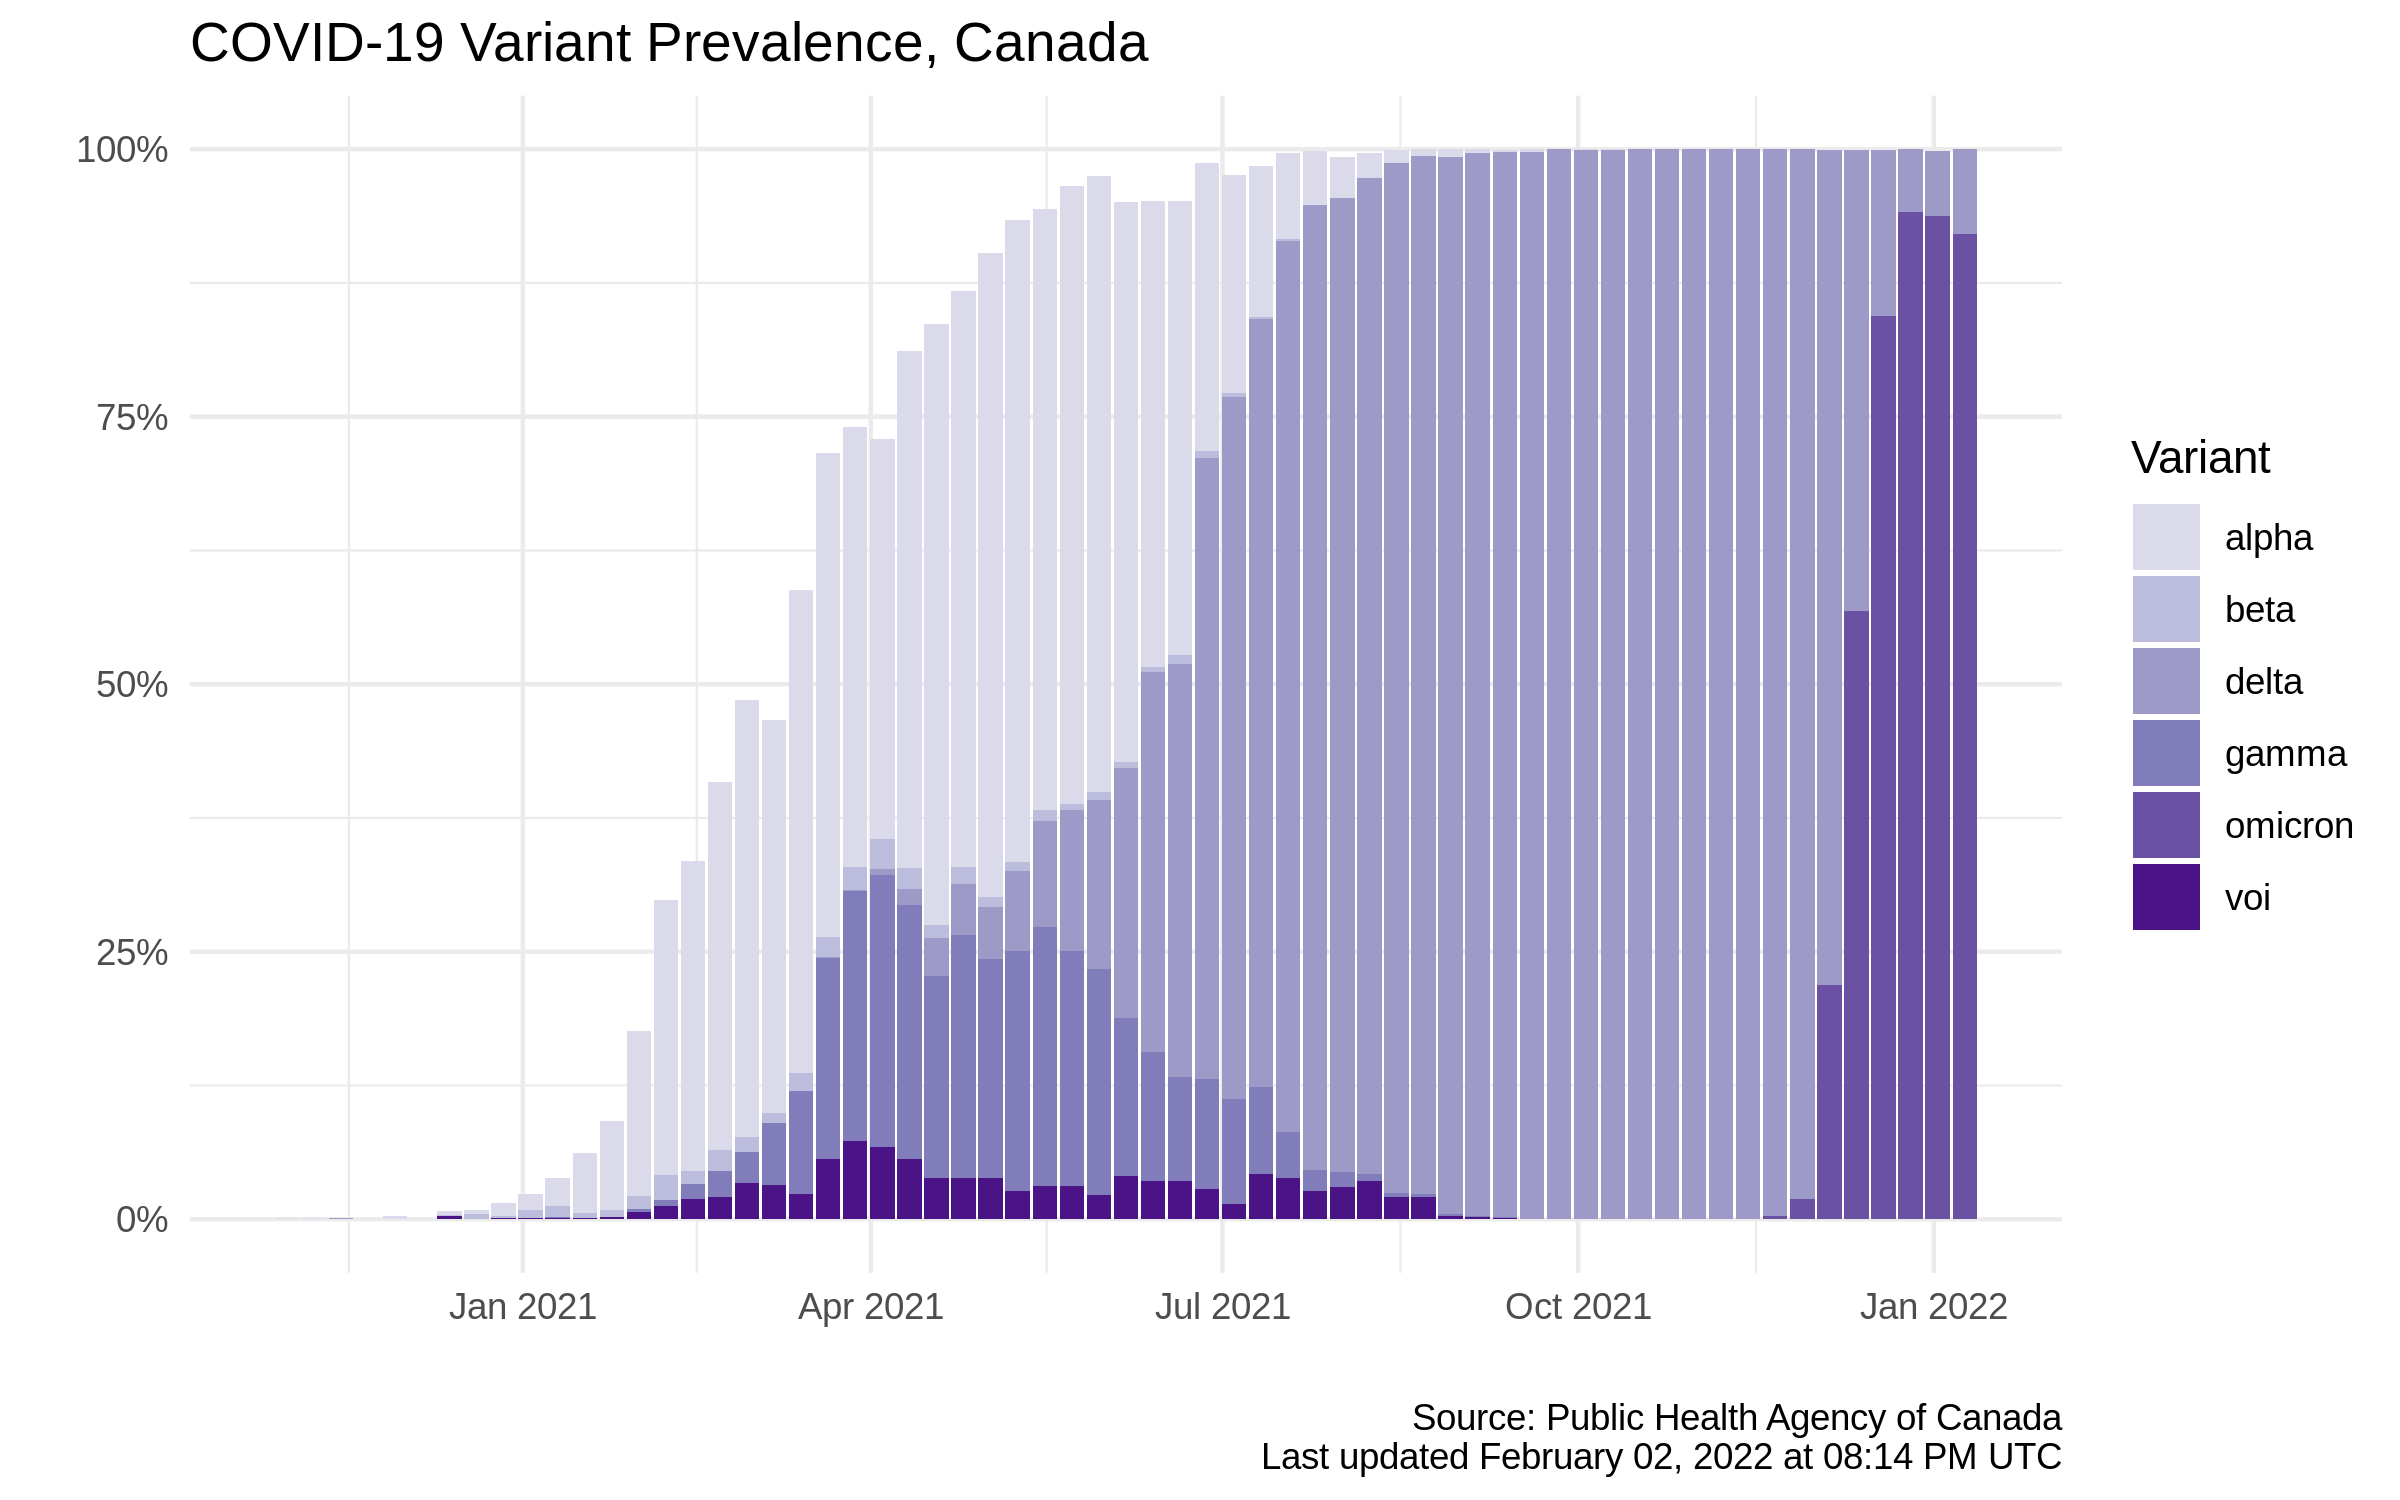 COVID-19 Variant Prevalence, Canada
100%
75%
50%
25%
0%
Jan 2021
Apr 2021
Jul 2021
Oct 2021
Jan 2022
Variant
alpha
beta
delta
gamma
omicron
voi
Source: Public Health Agency of Canada
Last updated February 02, 2022 at 08:14 PM UTC